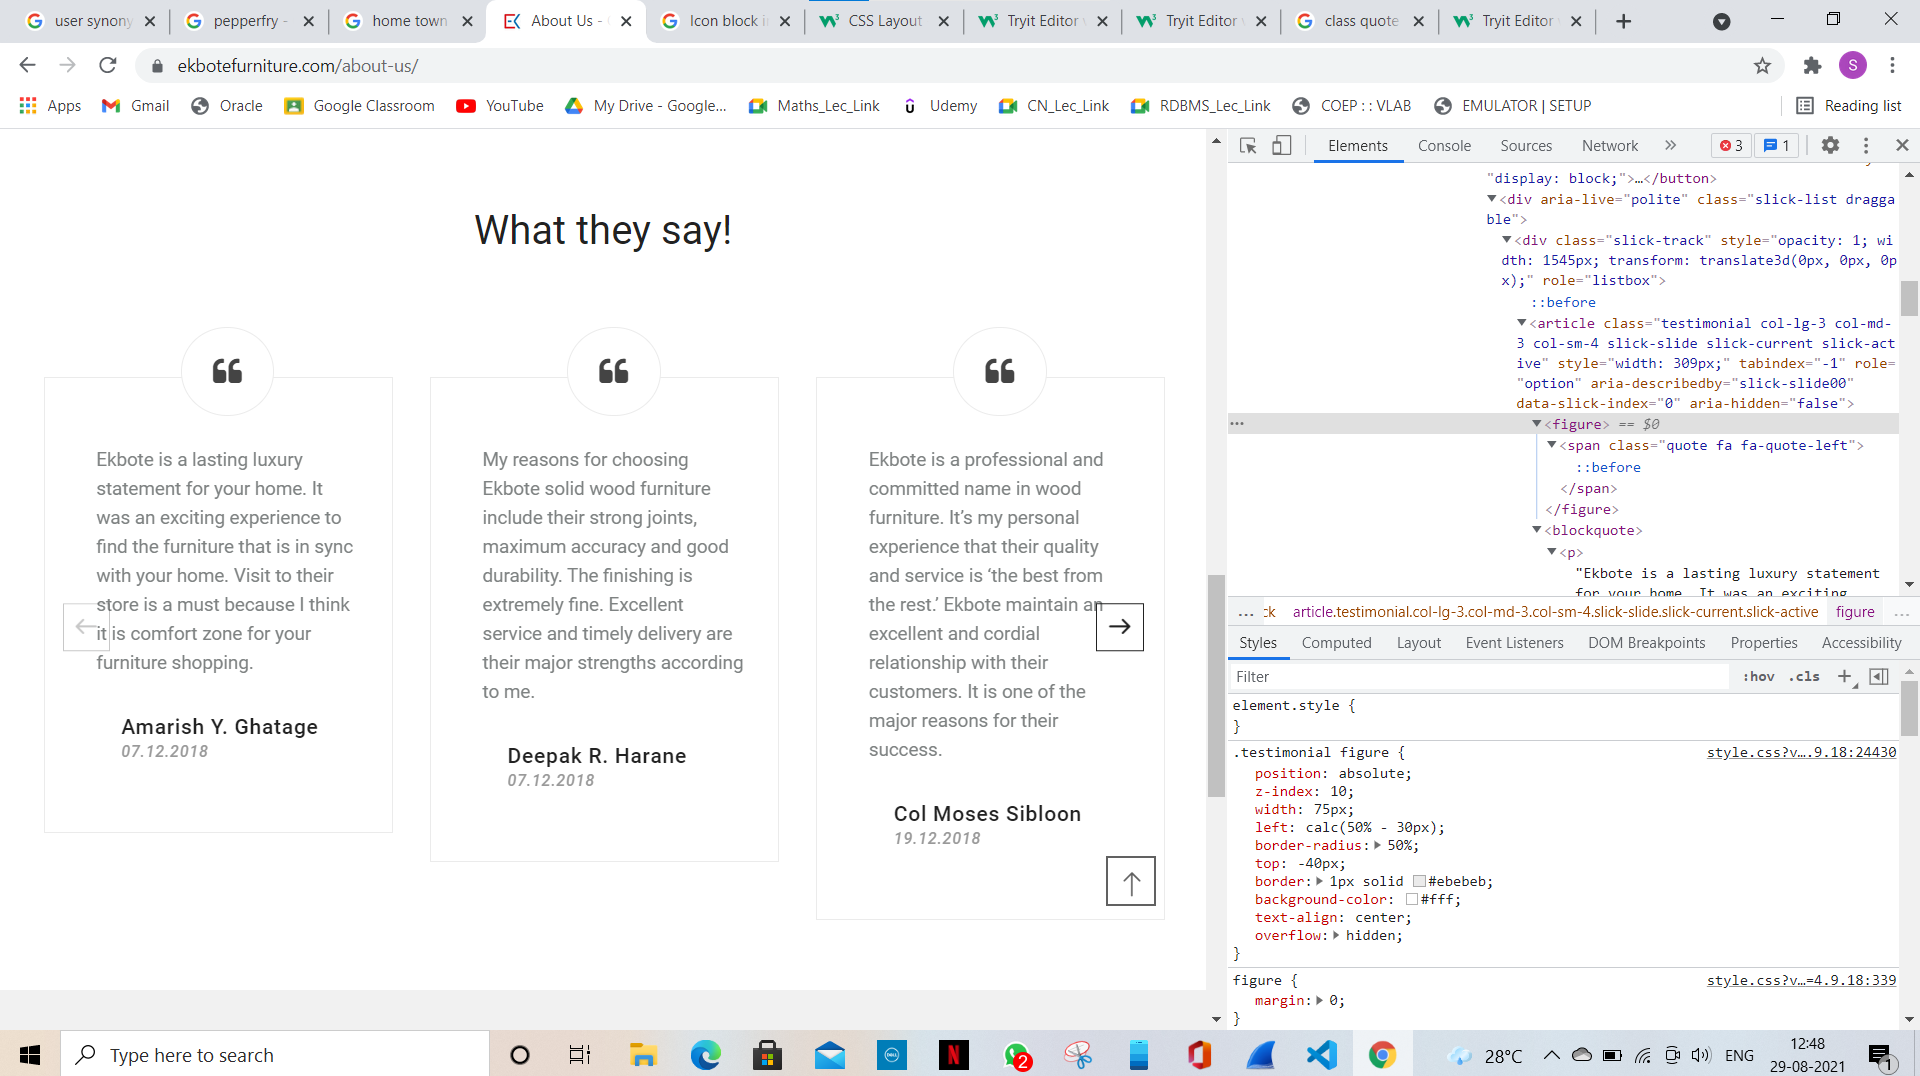 user synony
pepperfry -
home town
About Us -
Icon block i
CSS Layout
Tryit Editor
Tryit Editor
class quote
Tryit Editor
ekbotefurniture.com/about-us/
S
Apps
Gmail
Oracle
Google Classroom
YouTube
My Drive - Google...
Maths_Lec_Link
Udemy
CN_Lec_Link
RDBMS_Lec_Link
COEP : : VLAB
EMULATOR | SETUP
Reading list
What they say!
Ekbote is a lasting luxury
statement for your home. It
was an exciting experience to
find the furniture that is in sync
with your home. Visit to their
store is a must because I think
it is comfort zone for your
furniture shopping.
Amarish Y. Ghatage
07.12.2018
My reasons for choosing
Ekbote solid wood furniture
include their strong joints,
maximum accuracy and good
durability. The finishing is
extremely fine. Excellent
service and timely delivery are
their major strengths according
to me.
Deepak R. Harane
07.12.2018
Ekbote is a professional and
committed name in wood
furniture. It’s my personal
experience that their quality
and service is ‘the best from
the rest.’ Ekbote maintain an
excellent and cordial
relationship with their
customers. It is one of the
major reasons for their
success.
Col Moses Sibloon
19.12.2018
Elements
Console
Sources
Network
3
1
"display: block;">…</button>
<div aria-live="polite" class="slick-list dragga
ble">
<div class="slick-track" style="opacity: 1; wi
dth: 1545px; transform: translate3d(0px, 0px, 0p
x);" role="listbox">
::before
<article class="testimonial col-lg-3 col-md-
3 col-sm-4 slick-slide slick-current slick-act
ive" style="width: 309px;" tabindex="-1" role=
"option" aria-describedby="slick-slide00"
data-slick-index="0" aria-hidden="false">
<figure> == $0
<span class="quote fa fa-quote-left">
::before
</span>
</figure>
<blockquote>
<p>
"Ekbote is a lasting luxury statement
for your home. It was an exciting
... ck article.testimonial.col-lg-3.col-md-3.col-sm-4.slick-slide.slick-current.slick-active figure ...
Styles
Computed
Layout
Event Listeners
DOM Breakpoints
Properties
Accessibility
Filter
:hov .cls
element.style {
}
.testimonial figure { style.css?v….9.18:24430
position: absolute;
z-index: 10;
width: 75px;
left: calc(50% - 30px);
border-radius: 50%;
top: -40px;
border: 1px solid #ebebeb;
background-color: #fff;
text-align: center;
overflow: hidden;
}
figure { style.css?v…=4.9.18:339
margin: 0;
}
Type here to search
DELL
N
2
28°C
ENG
12:48
29-08-2021
1